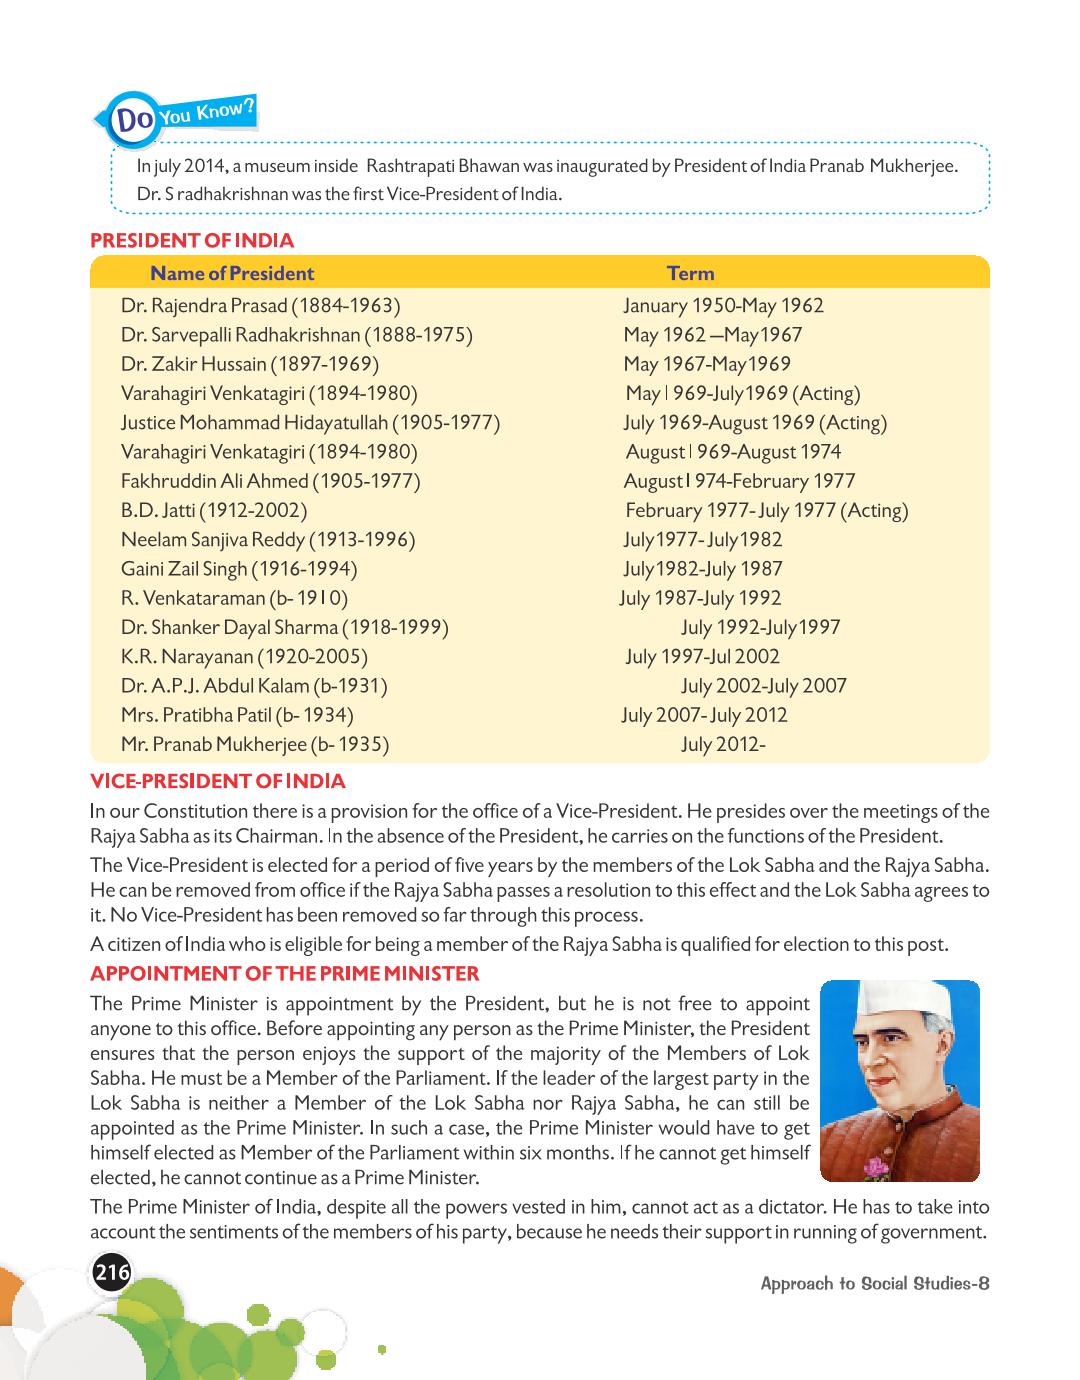 Do You Know?
In july 2014, a museum inside Rashtrapati Bhawan was inaugurated by President of India Pranab Mukherjee.
Dr. S radhakrishnan was the first Vice-President of India.
PRESIDENT OF INDIA
Name of President Term
Dr. Rajendra Prasad (1884-1963) January 1950-May 1962
Dr. Sarvepalli Radhakrishnan (1888-1975) May 1962 —May1967
Dr. Zakir Hussain (1897-1969) May 1967-May1969
Varahagiri Venkatagiri (1894-1980) May l 969-July1969 (Acting)
Justice Mohammad Hidayatullah (1905-1977) July 1969-August 1969 (Acting)
Varahagiri Venkatagiri (1894-1980) August l 969-August 1974
Fakhruddin Ali Ahmed (1905-1977) August1 974-February 1977
B.D. Jatti (1912-2002) February 1977- July 1977 (Acting)
Neelam Sanjiva Reddy (1913-1996) July1977- July1982
Gaini Zail Singh (1916-1994) July1982-July 1987
R. Venkataraman (b- 1910) July 1987-July 1992
Dr. Shanker Dayal Sharma (1918-1999) July 1992-July1997
K.R. Narayanan (1920-2005) July 1997-Jul 2002
Dr. A.P.J. Abdul Kalam (b-1931) July 2002-July 2007
Mrs. Pratibha Patil (b- 1934) July 2007- July 2012
Mr. Pranab Mukherjee (b- 1935) July 2012-
VICE-PRESIDENT OF INDIA
In our Constitution there is a provision for the office of a Vice-President. He presides over the meetings of the
Rajya Sabha as its Chairman. In the absence of the President, he carries on the functions of the President.
The Vice-President is elected for a period of five years by the members of the Lok Sabha and the Rajya Sabha.
He can be removed from office if the Rajya Sabha passes a resolution to this effect and the Lok Sabha agrees to
it. No Vice-President has been removed so far through this process.
A citizen of India who is eligible for being a member of the Rajya Sabha is qualified for election to this post.
APPOINTMENT OF THE PRIME MINISTER
The Prime Minister is appointment by the President, but he is not free to appoint
anyone to this office. Before appointing any person as the Prime Minister, the President
ensures that the person enjoys the support of the majority of the Members of Lok
Sabha. He must be a Member of the Parliament. If the leader of the largest party in the
Lok Sabha is neither a Member of the Lok Sabha nor Rajya Sabha, he can still be
appointed as the Prime Minister. In such a case, the Prime Minister would have to get
himself elected as Member of the Parliament within six months. If he cannot get himself
elected, he cannot continue as a Prime Minister.
The Prime Minister of India, despite all the powers vested in him, cannot act as a dictator. He has to take into
account the sentiments of the members of his party, because he needs their support in running of government.
216
Approach to Social Studies-8